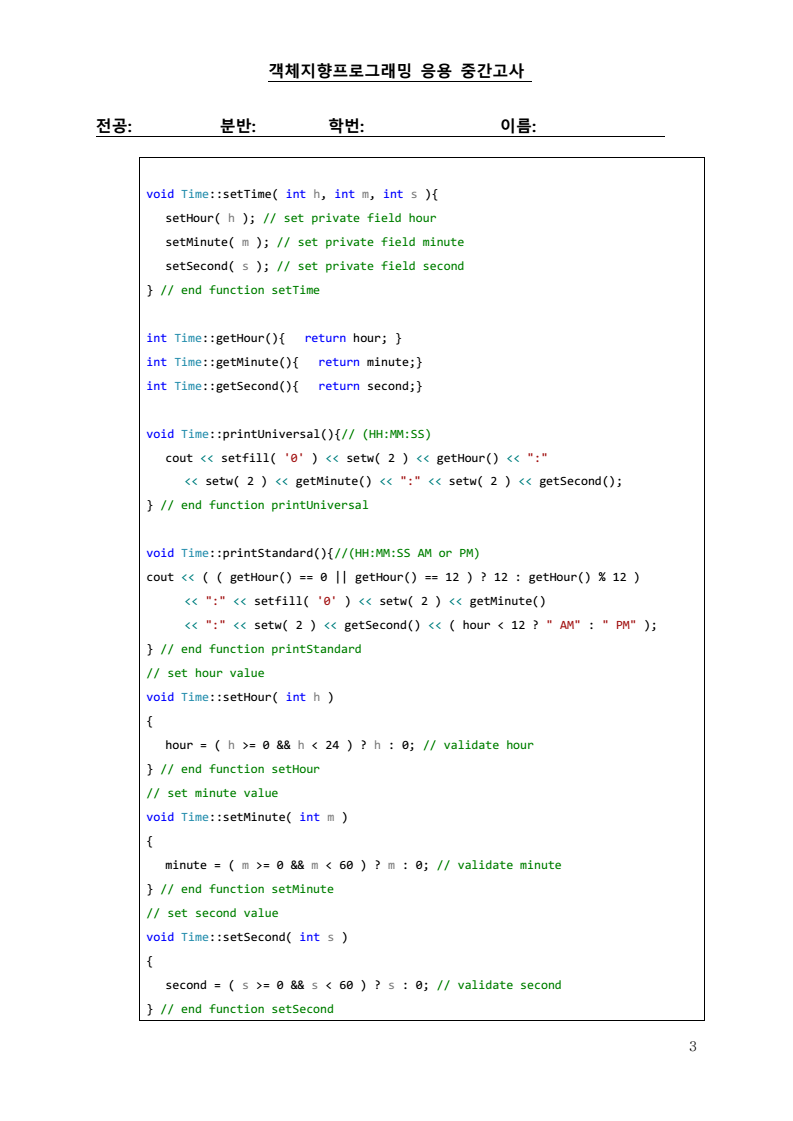 객체지향프로그래밍 응용 중간고사
전공: 분반: 학번: 이름:
void Time::setTime( int h, int m, int s ){
setHour( h ); // set private field hour
setMinute( m ); // set private field minute
setSecond( s ); // set private field second
} // end function setTime
int Time::getHour(){ return hour; }
int Time::getMinute(){ return minute;}
int Time::getSecond(){ return second;}
void Time::printUniversal(){// (HH:MM:SS)
cout << setfill( '0' ) << setw( 2 ) << getHour() << ":"
<< setw( 2 ) << getMinute() << ":" << setw( 2 ) << getSecond();
} // end function printUniversal
void Time::printStandard(){//(HH:MM:SS AM or PM)
cout << ( ( getHour() == 0 || getHour() == 12 ) ? 12 : getHour() % 12 )
<< ":" << setfill( '0' ) << setw( 2 ) << getMinute()
<< ":" << setw( 2 ) << getSecond() << ( hour < 12 ? " AM" : " PM" );
} // end function printStandard
// set hour value
void Time::setHour( int h )
{
hour = ( h >= 0 && h < 24 ) ? h : 0; // validate hour
} // end function setHour
// set minute value
void Time::setMinute( int m )
{
minute = ( m >= 0 && m < 60 ) ? m : 0; // validate minute
} // end function setMinute
// set second value
void Time::setSecond( int s )
{
second = ( s >= 0 && s < 60 ) ? s : 0; // validate second
} // end function setSecond
3